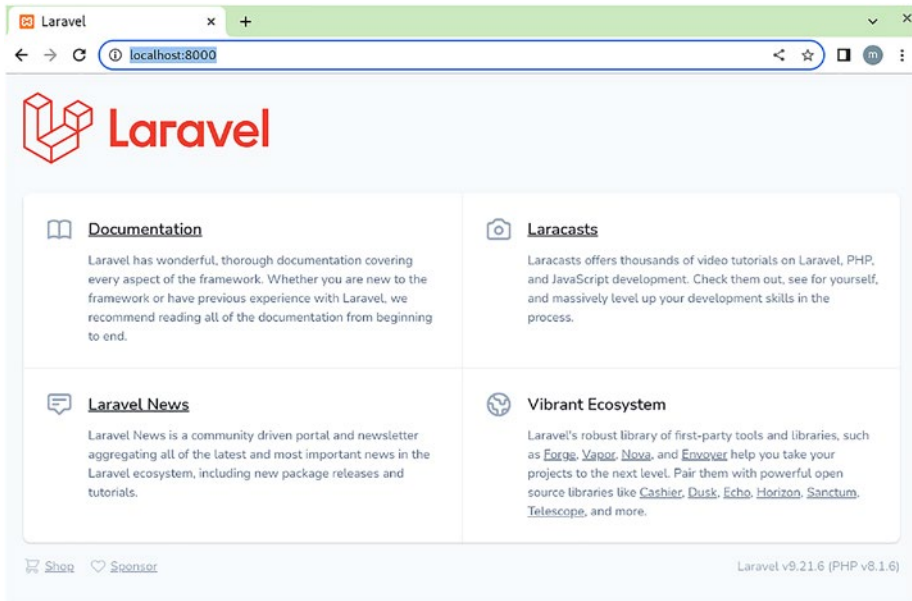 Laravel
localhost:8000
m
Laravel
Documentation
Laravel has wonderful, thorough documentation covering
every aspect of the framework. Whether you are new to the
framework or have previous experience with Laravel, we
recommend reading all of the documentation from beginning
to end.
Laracasts
Laracasts offers thousands of video tutorials on Laravel, PHP,
and JavaScript development. Check them out, see for yourself,
and massively level up your development skills in the
process.
Laravel News
Laravel News is a community driven portal and newsletter
aggregating all of the latest and most important news in the
Laravel ecosystem, including new package releases and
tutorials.
Vibrant Ecosystem
Laravel's robust library of first-party tools and libraries, such
as Forge, Vapor, Nova, and Envoyer help you take your
projects to the next level. Pair them with powerful open
source libraries like Cashier, Dusk, Echo, Horizon, Sanctum,
Telescope, and more.
Shop Sponsor
Laravel v9.21.6 (PHP v8.1.6)